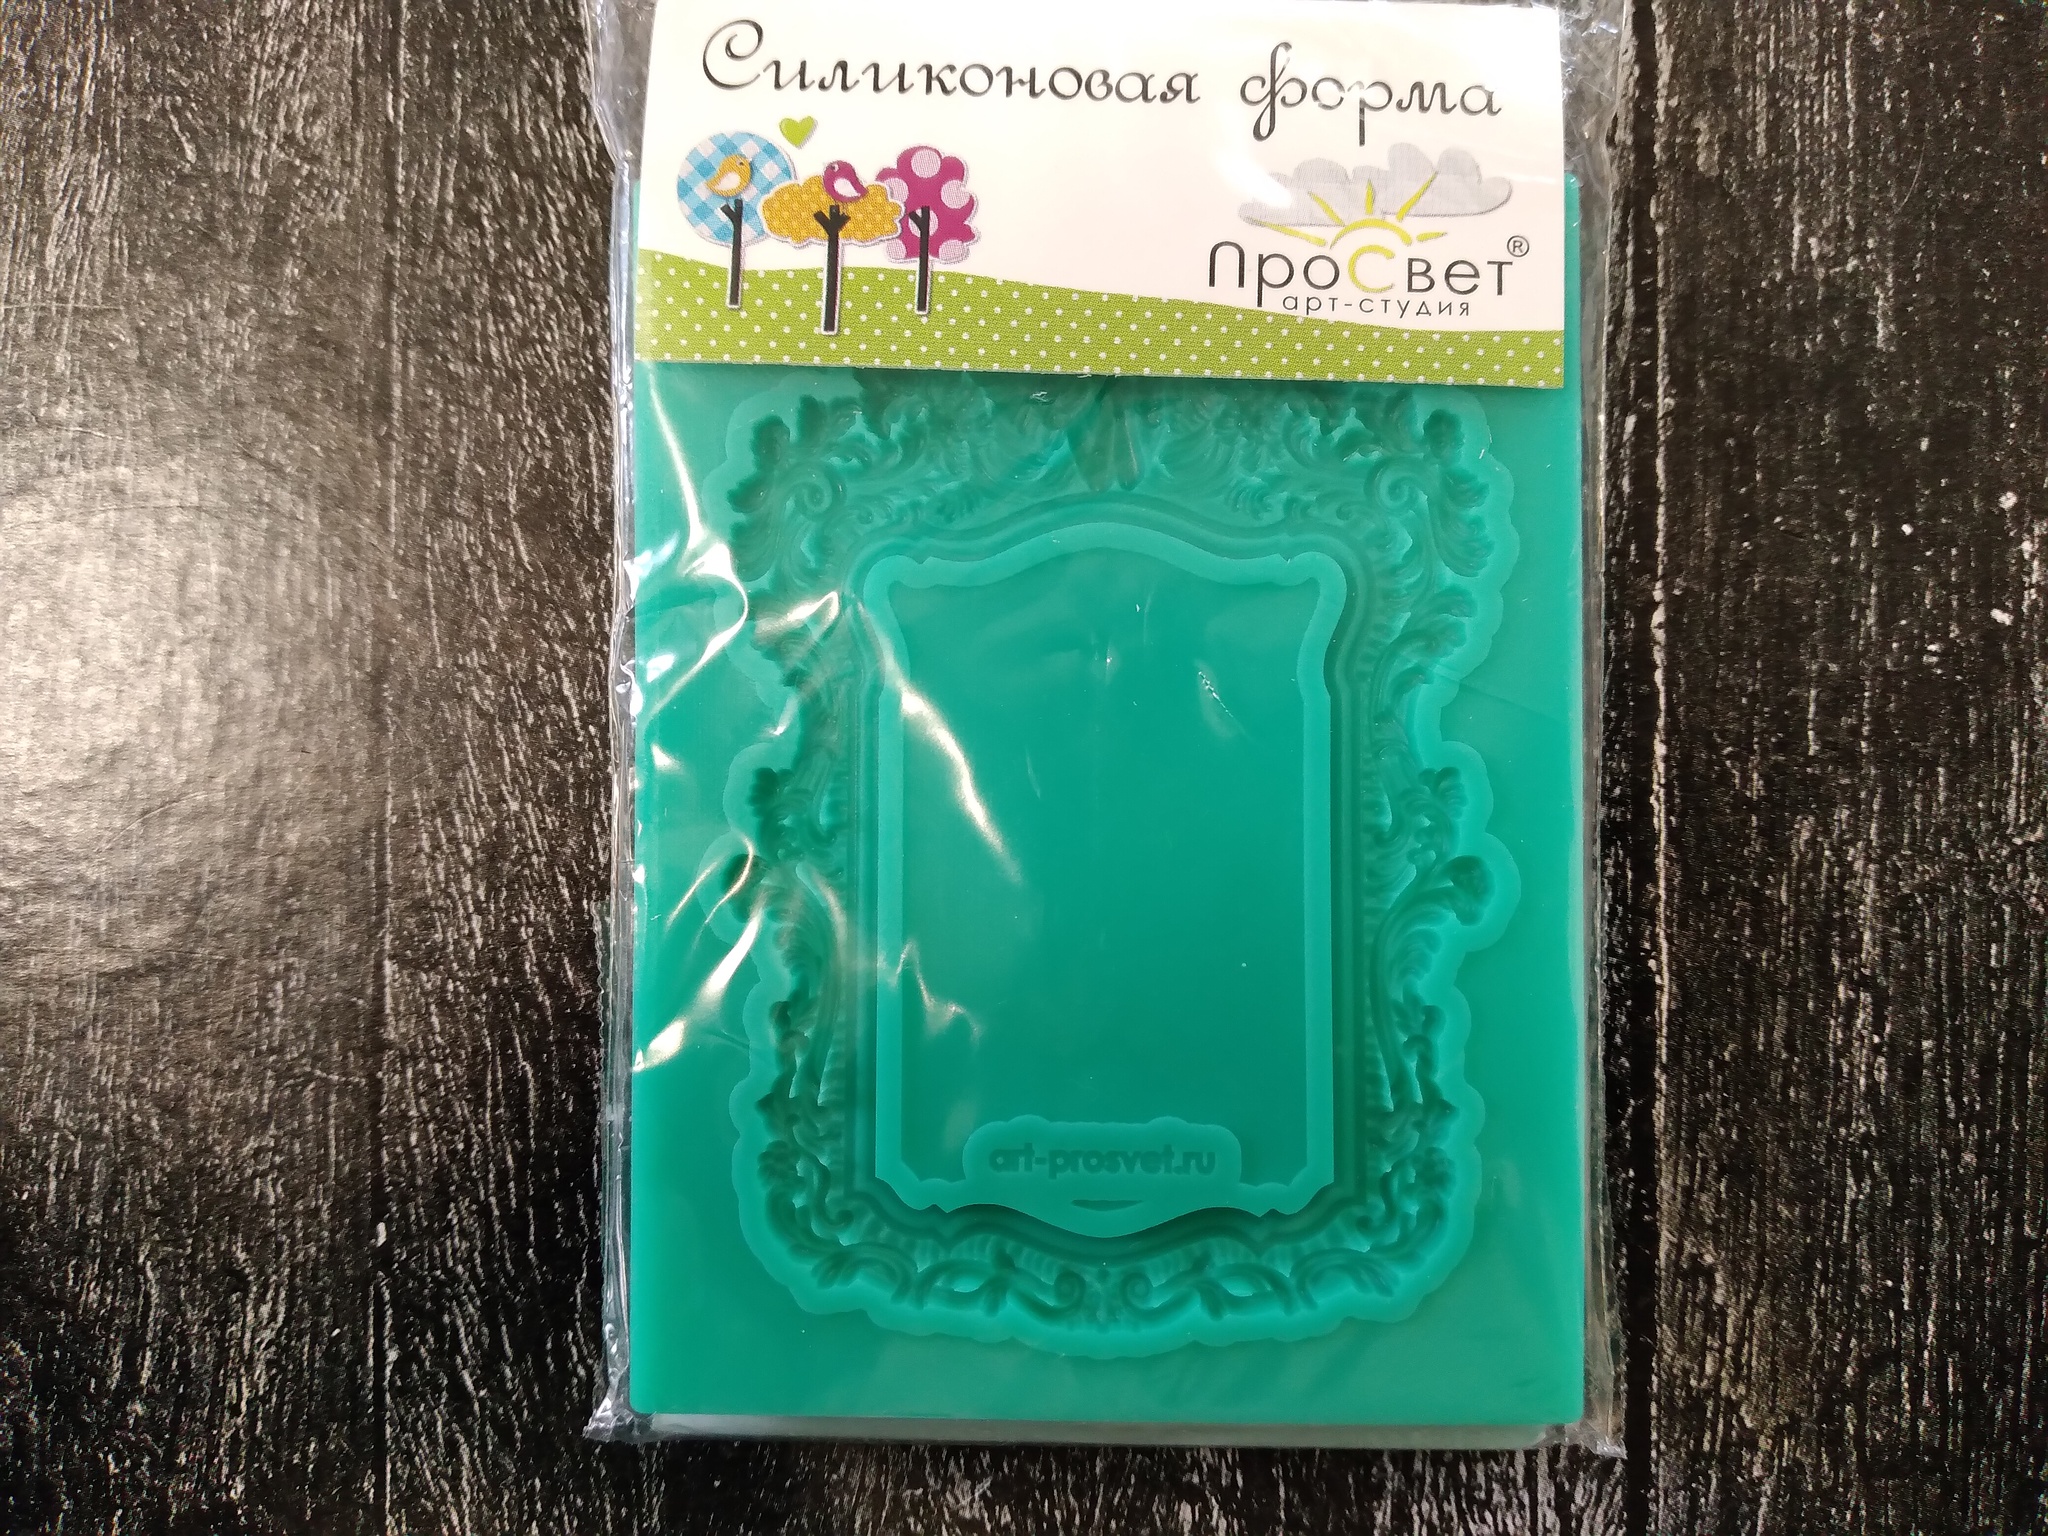 Силиконовая форма
ПроСвет®
арт-студия
art-prosvet.ru